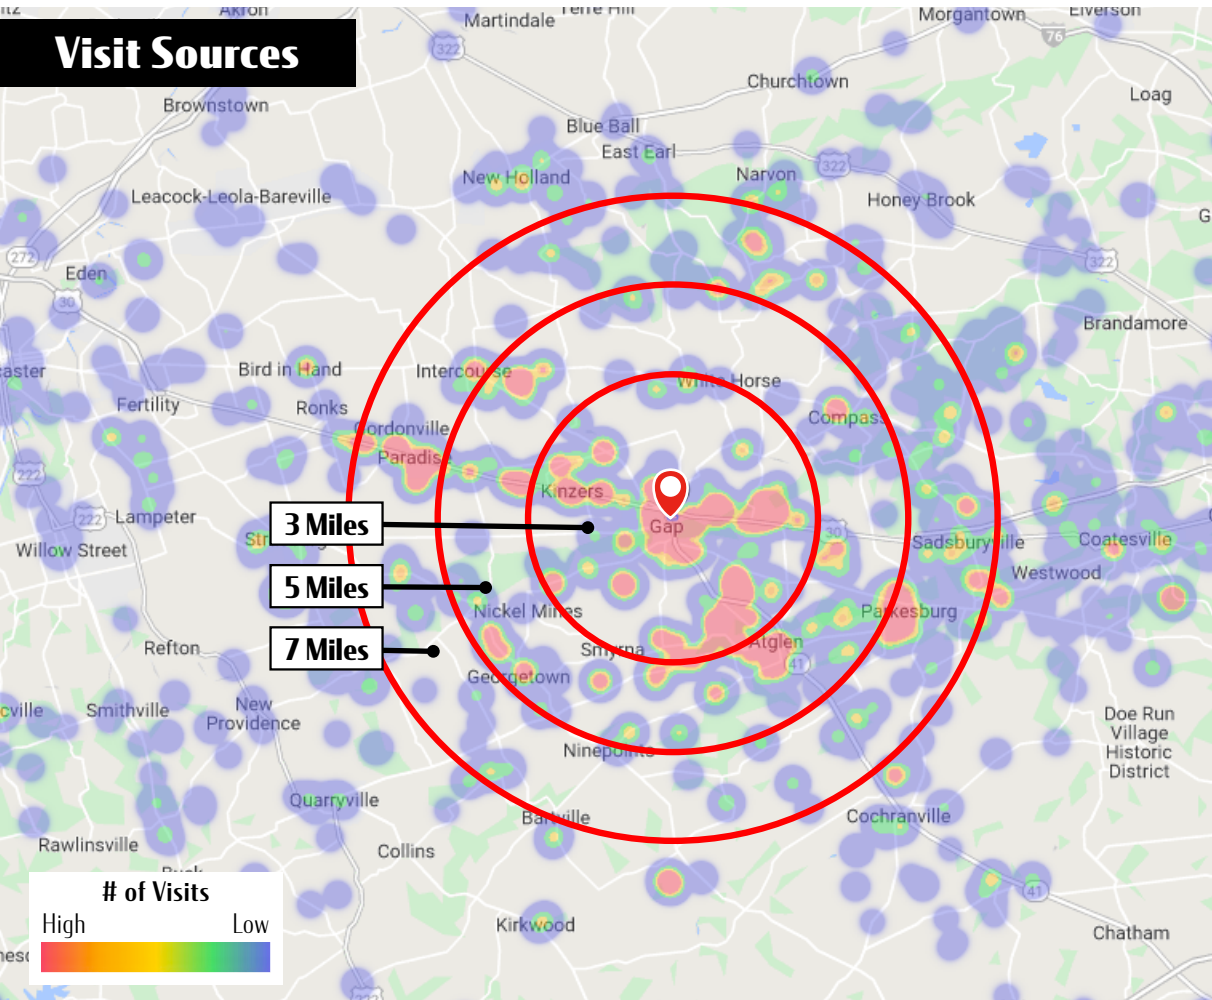 Akron
Martindale
Terre Hill
Morgantown
Elverson
322
76
Visit Sources
Churchtown
Loag
Brownstown
Blue Ball
East Earl
322
New Holland
Narvon
Leacock-Leola-Bareville
Honey Brook
272
322
Eden
30
Brandamore
caster
Bird in Hand
Intercourse
White Horse
Fertility
Ronks
Compass
Gordonville
Paradise
222
Kinzers
3 Miles
222
Lampeter
Gap
30
Willow Street
Sadsburyville
Coatesville
5 Miles
Westwood
Nickel Mines
Parkesburg
7 Miles
Refton
Smyrna
Atglen
41
Georgetown
cville
Smithville
New
Providence
Doe Run
Village
Historic
District
Ninepoints
Quarryville
Bartville
Cochranville
Rawlinsville
Collins
# of Visits
High
Low
41
Kirkwood
Chatham
222